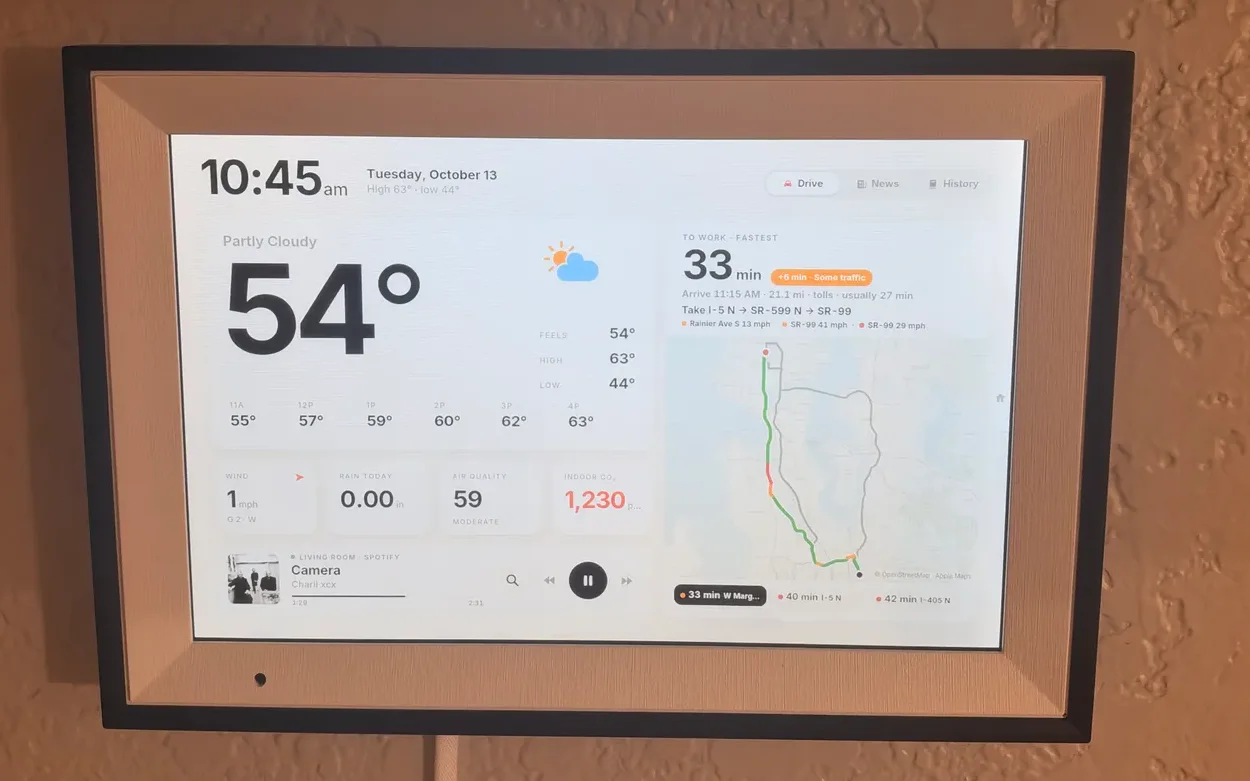 10:45am
Tuesday, October 13
High 63° · low 44°
Drive
News
History
Partly Cloudy
54°
FEELS 54°
HIGH 63°
LOW 44°
11A 12P 1P 2P 3P 4P
55° 57° 59° 60° 62° 63°
WIND
1 mph
G2 · W
RAIN TODAY
0.00 in
AIR QUALITY
59
MODERATE
INDOOR CO₂
1,230 p...
LIVING ROOM · SPOTIFY
Camera
Charli xcx
1:29 2:31
TO WORK · FASTEST
33 min
+6 min · Some traffic
Arrive 11:15 AM · 21.1 mi · tolls · usually 27 min
Take I-5 N → SR-599 N → SR-99
Rainier Ave S 13 mph · SR-99 41 mph · SR-99 29 mph
© OpenStreetMap · Apple Maps
33 min W Marg...
40 min I-5 N
42 min I-405 N